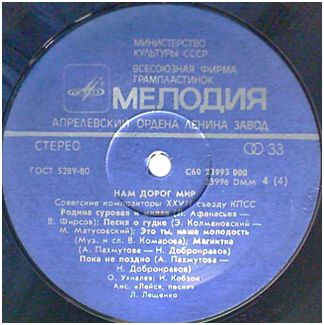 МИНИСТЕРСТВО
КУЛЬТУРЫ СССР
ВСЕСОЮЗНАЯ ФИРМА
ГРАМПЛАСТИНОК
МЕЛОДИЯ
АПРЕЛЕВСКИЙ ОРДЕНА ЛЕНИНА ЗАВОД
СТЕРЕО
33
ГОСТ 5289-80
С60 23993 000
23996 DMM 4 (4)
НАМ ДОРОГ МИР
Советские композиторы XXVII съезду КПСС
Родина суровая и милая (Л. Афанасьев —
В. Фирсов); Песня о гудке (Э. Колмановский —
М. Матусовский); Это ты, наша молодость
(Муз. и сл. В. Комарова); Магнитка
(А. Пахмутова — Н. Добронравов)
Пока не поздно (А. Пахмутова —
Н. Добронравов)
О. Ухналев, И. Кобзон
Анс. «Лейся, песня»
Л. Лещенко